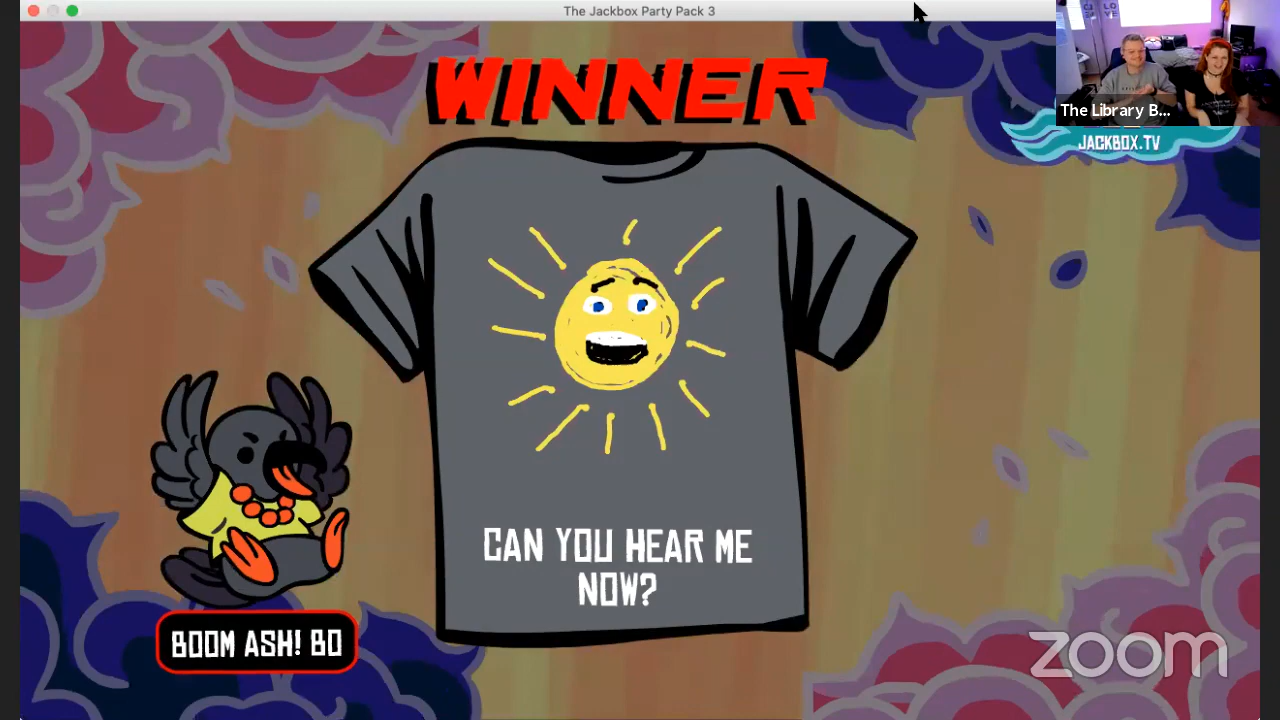 The Jackbox Party Pack 3
WINNER
The Library B...
JACKBOX.TV
CAN YOU HEAR ME
NOW?
BOOM ASH! BO
zoom